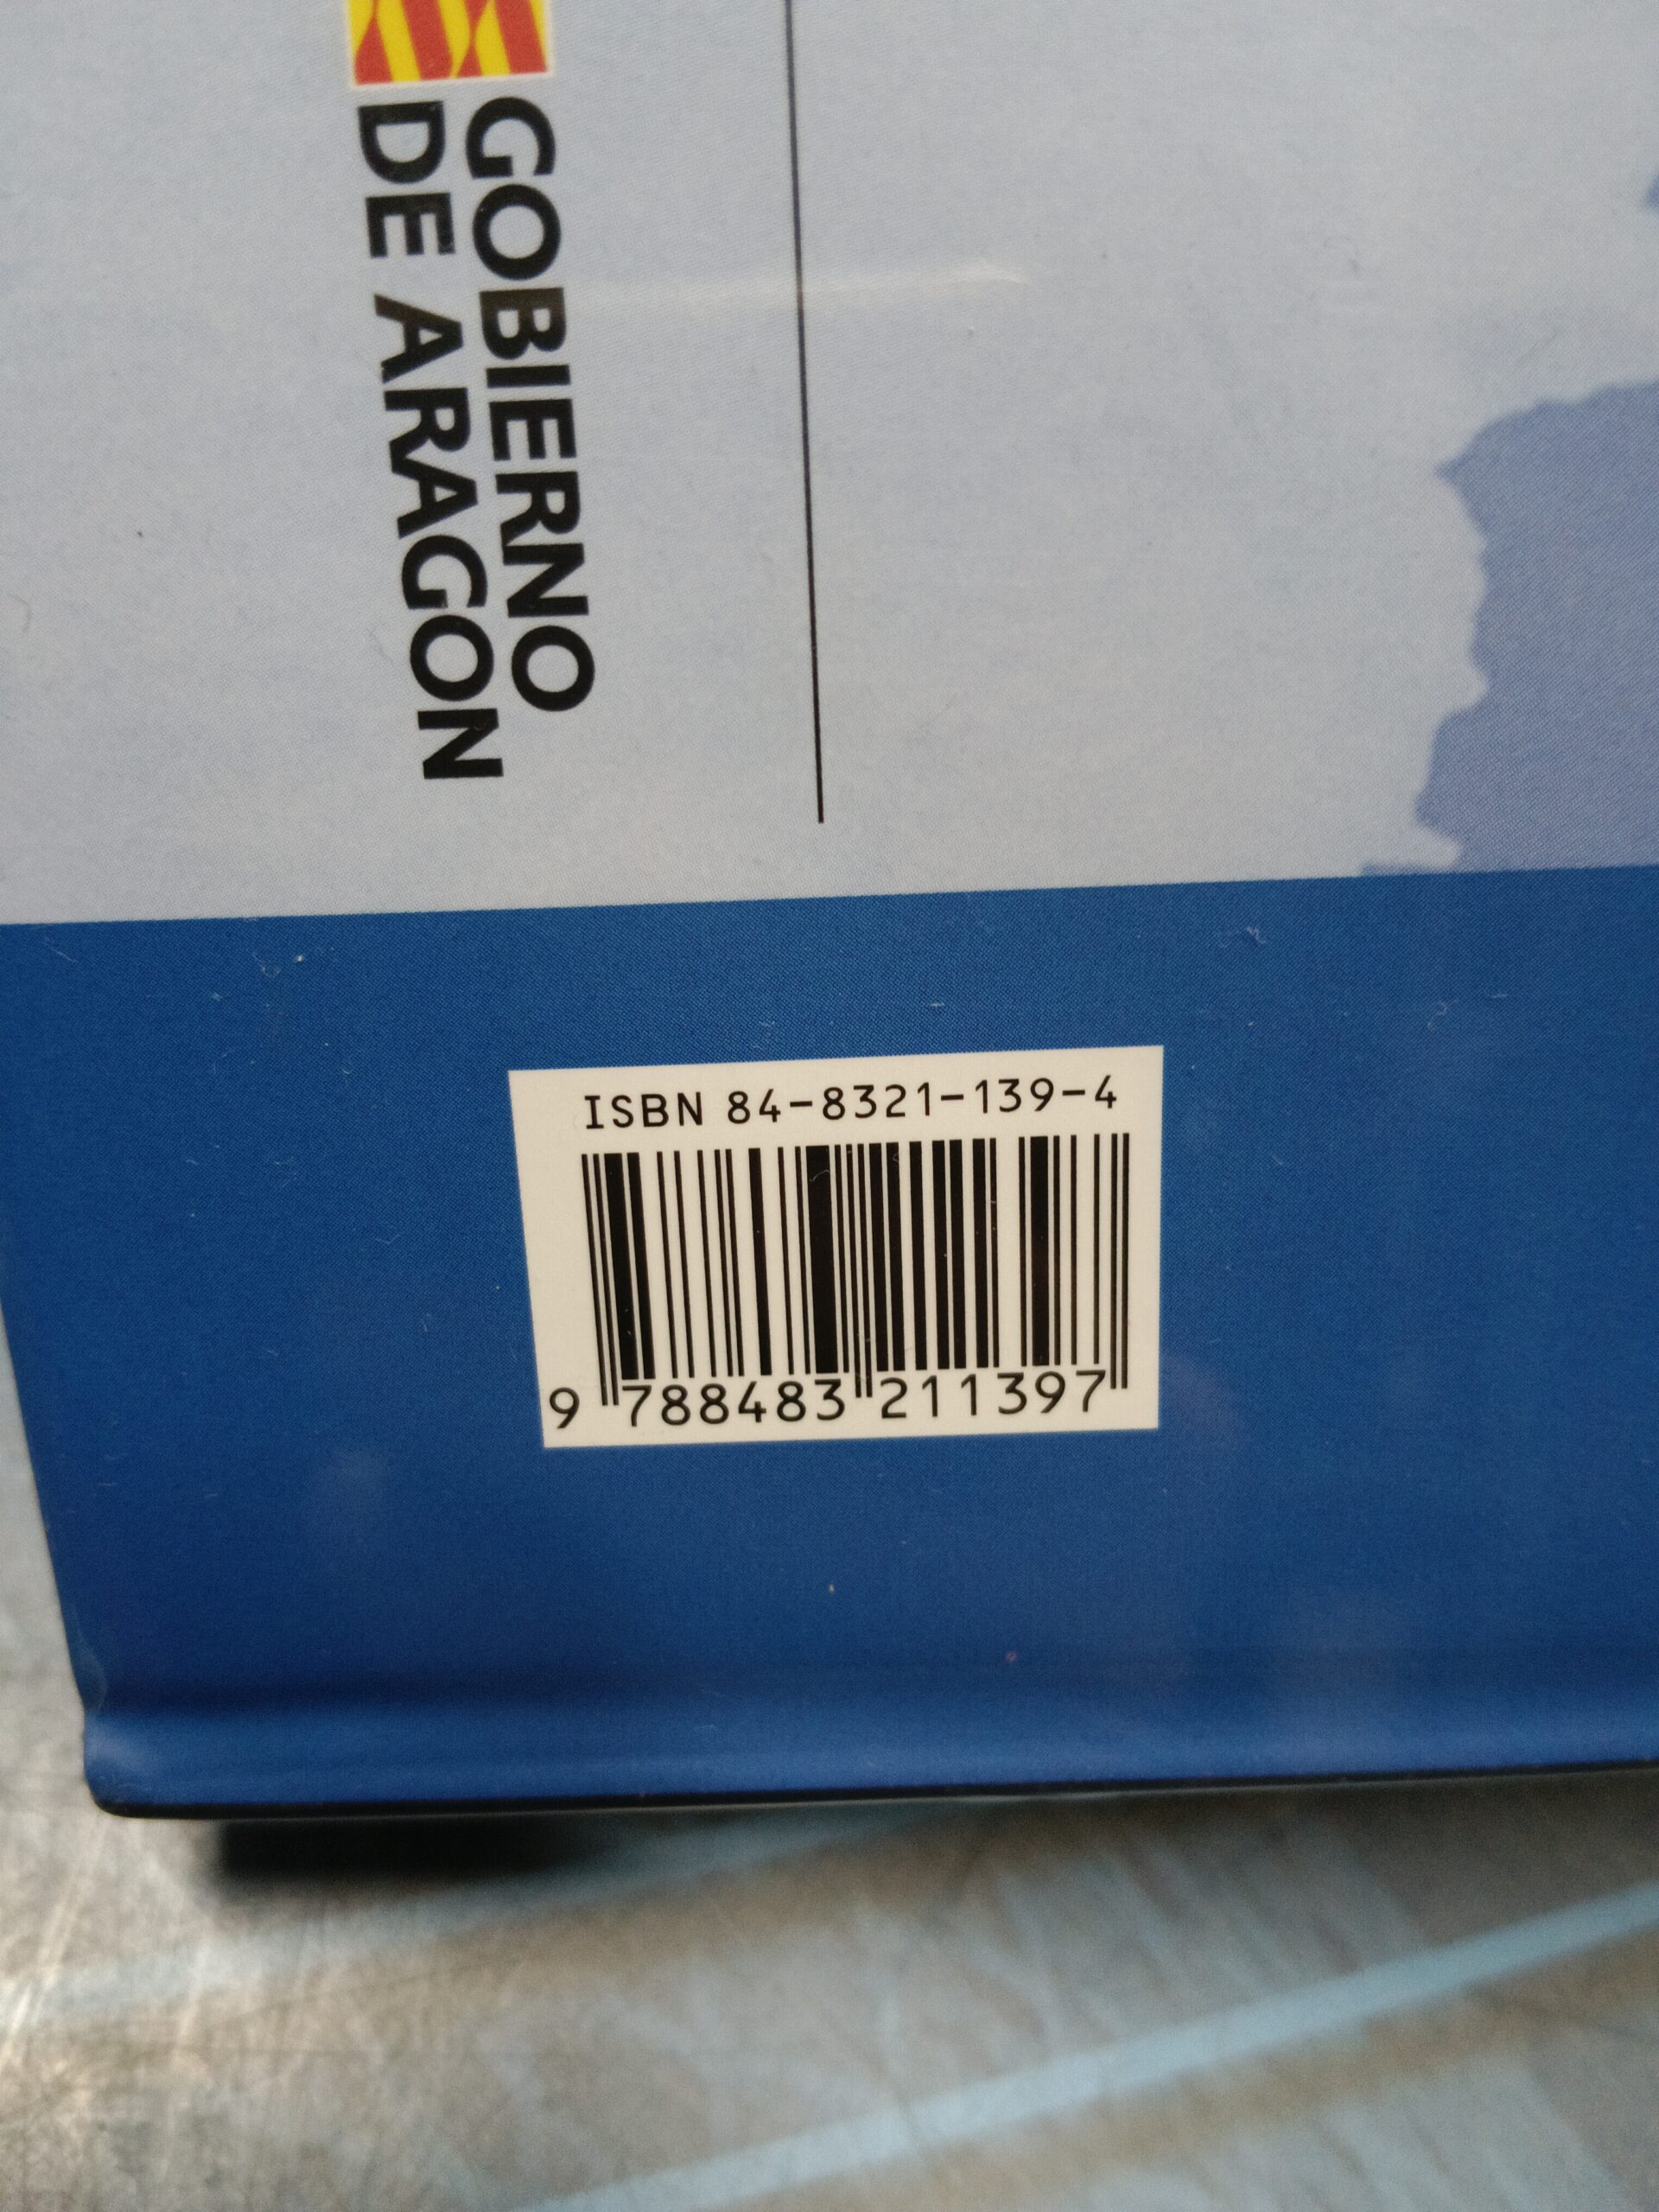 GOBIERNO
DE ARAGON
ISBN 84-8321-139-4
9 788483 211397